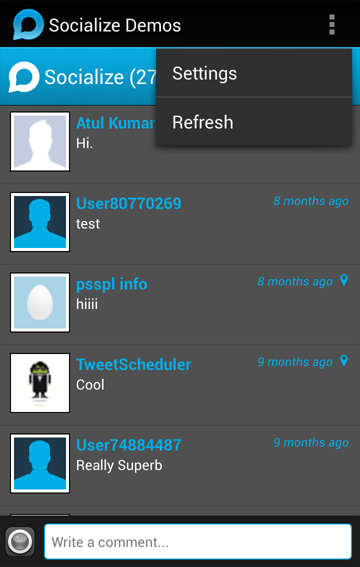 Socialize Demos
Socialize (27
Settings
Refresh
Atul Kumar
Hi.
User80770269
8 months ago
test
psspl info
8 months ago
hiiii
TweetScheduler
9 months ago
Cool
User74884487
9 months ago
Really Superb
Write a comment...